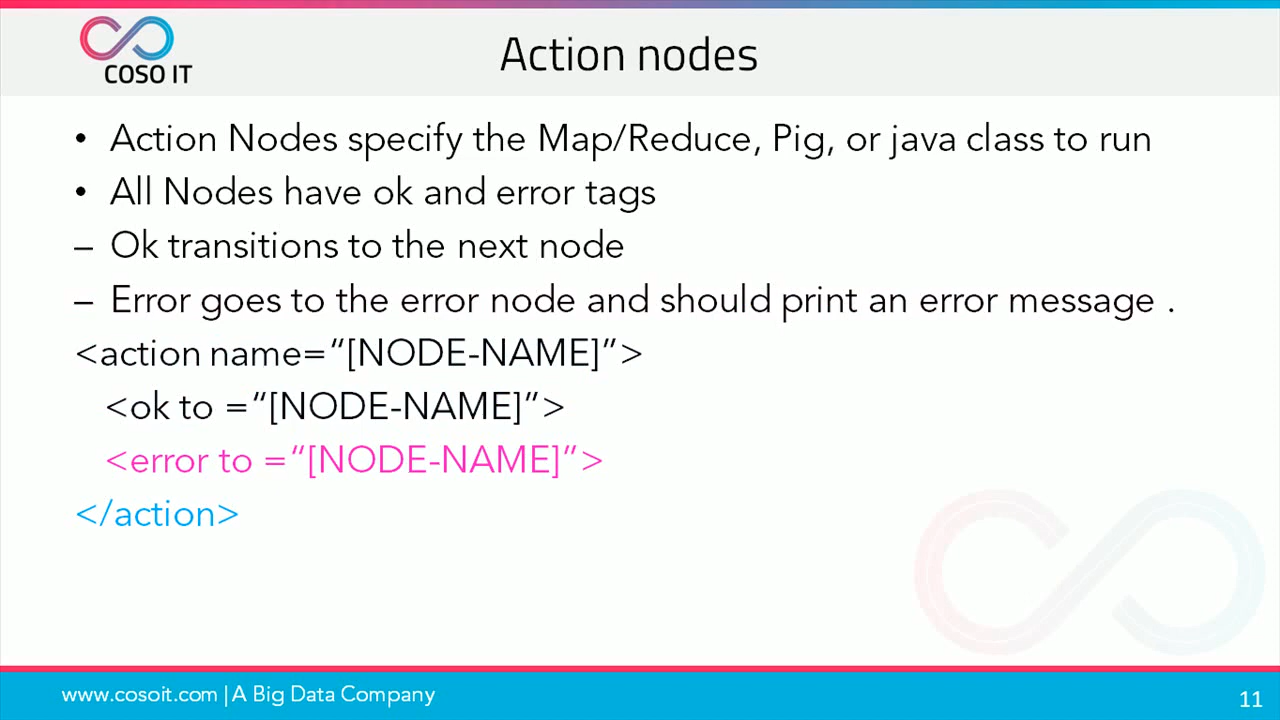 COSO IT
Action nodes
• Action Nodes specify the Map/Reduce, Pig, or java class to run
• All Nodes have ok and error tags
– Ok transitions to the next node
– Error goes to the error node and should print an error message .
<action name=“[NODE-NAME]”>
<ok to =“[NODE-NAME]”>
<error to =“[NODE-NAME]”>
</action>
www.cosoit.com | A Big Data Company
11